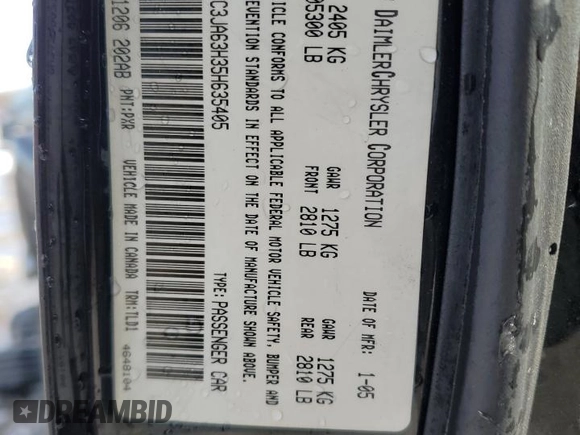 DAIMLERCHRYSLER CORPORATION
DATE OF MFR: 1-05
2405 KG GAWR 1275 KG GAWR 1275 KG
05300 LB FRONT 2810 LB REAR 2810 LB
VEHICLE CONFORMS TO ALL APPLICABLE FEDERAL MOTOR VEHICLE SAFETY, BUMPER AND
PREVENTION STANDARDS IN EFFECT ON THE DATE OF MANUFACTURE SHOWN ABOVE.
C3JA63H35H635405 TYPE: PASSENGER CAR
1206 202AB PNT:PXR VEHICLE MADE IN CANADA TRM:TLD1 4648104
DREAMBID